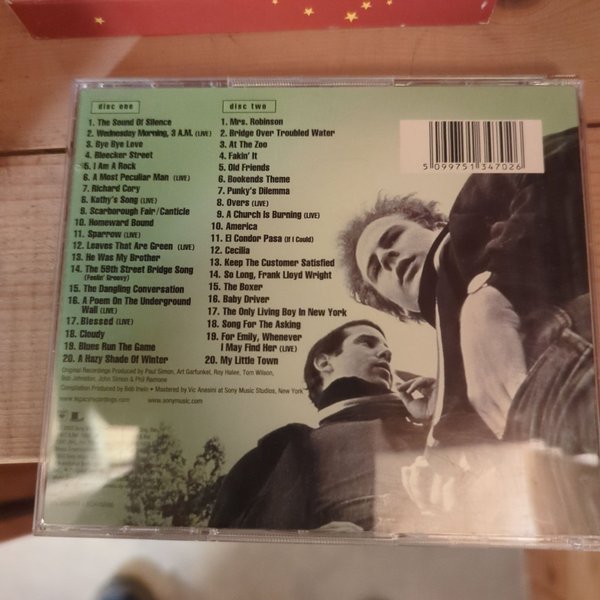 disc one
1. The Sound Of Silence
2. Wednesday Morning, 3 A.M. (LIVE)
3. Bye Bye Love
4. Bleecker Street
5. I Am A Rock
6. A Most Peculiar Man (LIVE)
7. Richard Cory
8. Kathy's Song (LIVE)
9. Scarborough Fair/Canticle
10. Homeward Bound
11. Sparrow (LIVE)
12. Leaves That Are Green (LIVE)
13. He Was My Brother
14. The 59th Street Bridge Song
(Feelin' Groovy)
15. The Dangling Conversation
16. A Poem On The Underground
Wall (LIVE)
17. Blessed (LIVE)
18. Cloudy
19. Blues Run The Game
20. A Hazy Shade Of Winter
disc two
1. Mrs. Robinson
2. Bridge Over Troubled Water
3. At The Zoo
4. Fakin' It
5. Old Friends
6. Bookends Theme
7. Punky's Dilemma
8. Overs (LIVE)
9. A Church Is Burning (LIVE)
10. America
11. El Condor Pasa (If I Could)
12. Cecilia
13. Keep The Customer Satisfied
14. So Long, Frank Lloyd Wright
15. The Boxer
16. Baby Driver
17. The Only Living Boy In New York
18. Song For The Asking
19. For Emily, Whenever
I May Find Her (LIVE)
20. My Little Town
5 099751 347026
Original Recordings Produced by Paul Simon, Art Garfunkel, Roy Halee, Tom Wilson,
Bob Johnston, John Simon & Phil Ramone
Compilation Produced by Bob Irwin • Mastered by Vic Anesini at Sony Music Studios, New York
www.legacyrecordings.com www.sonymusic.com